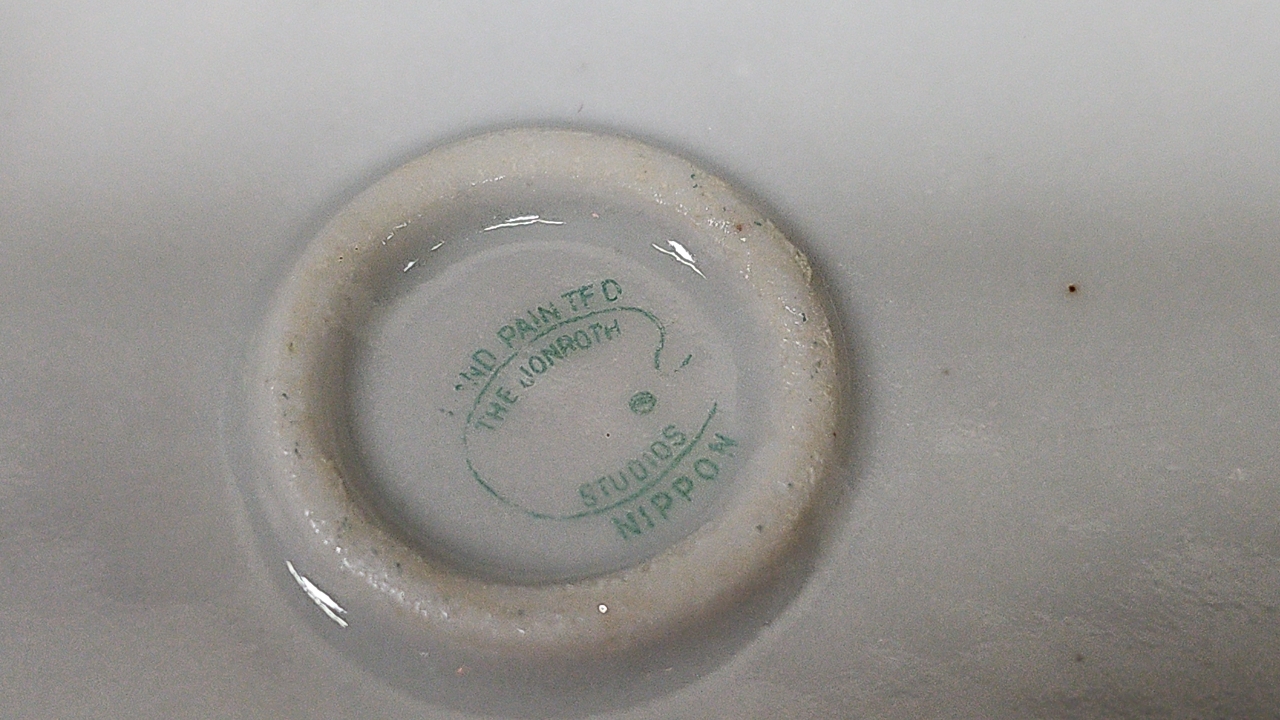 ND PAINTED
THE JONROTH
STUDIOS
NIPPON